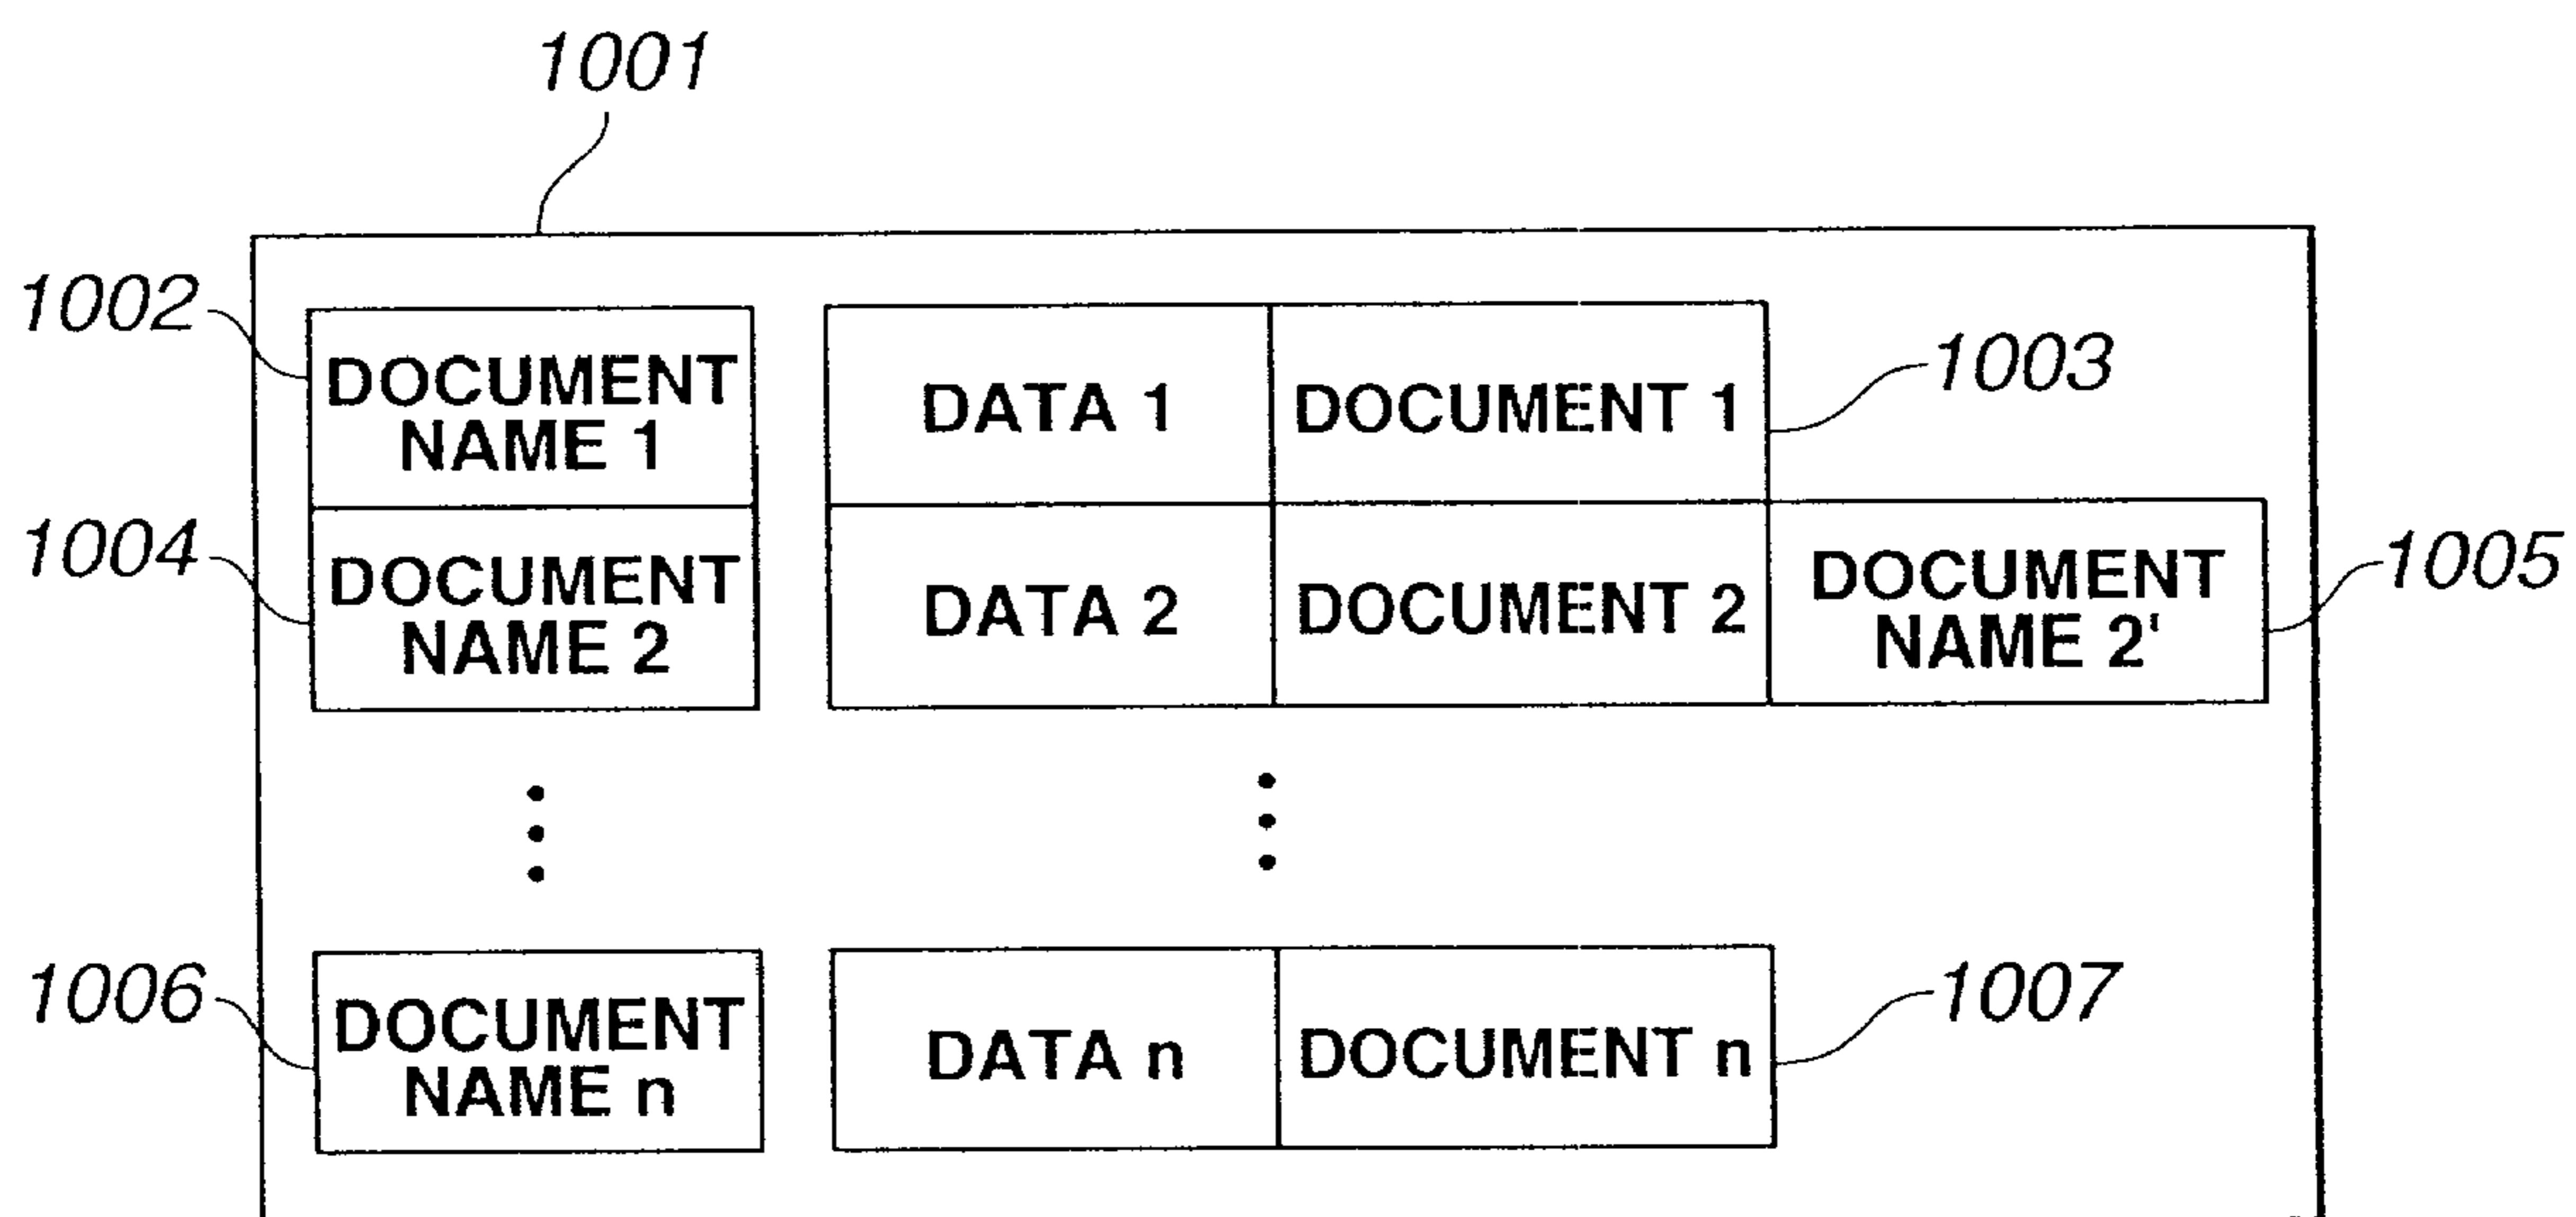 1001
1002
DOCUMENT
NAME 1
DATA 1
DOCUMENT 1
1003
1004
DOCUMENT
NAME 2
DATA 2
DOCUMENT 2
DOCUMENT
NAME 2'
1005
1006
DOCUMENT
NAME n
DATA n
DOCUMENT n
1007